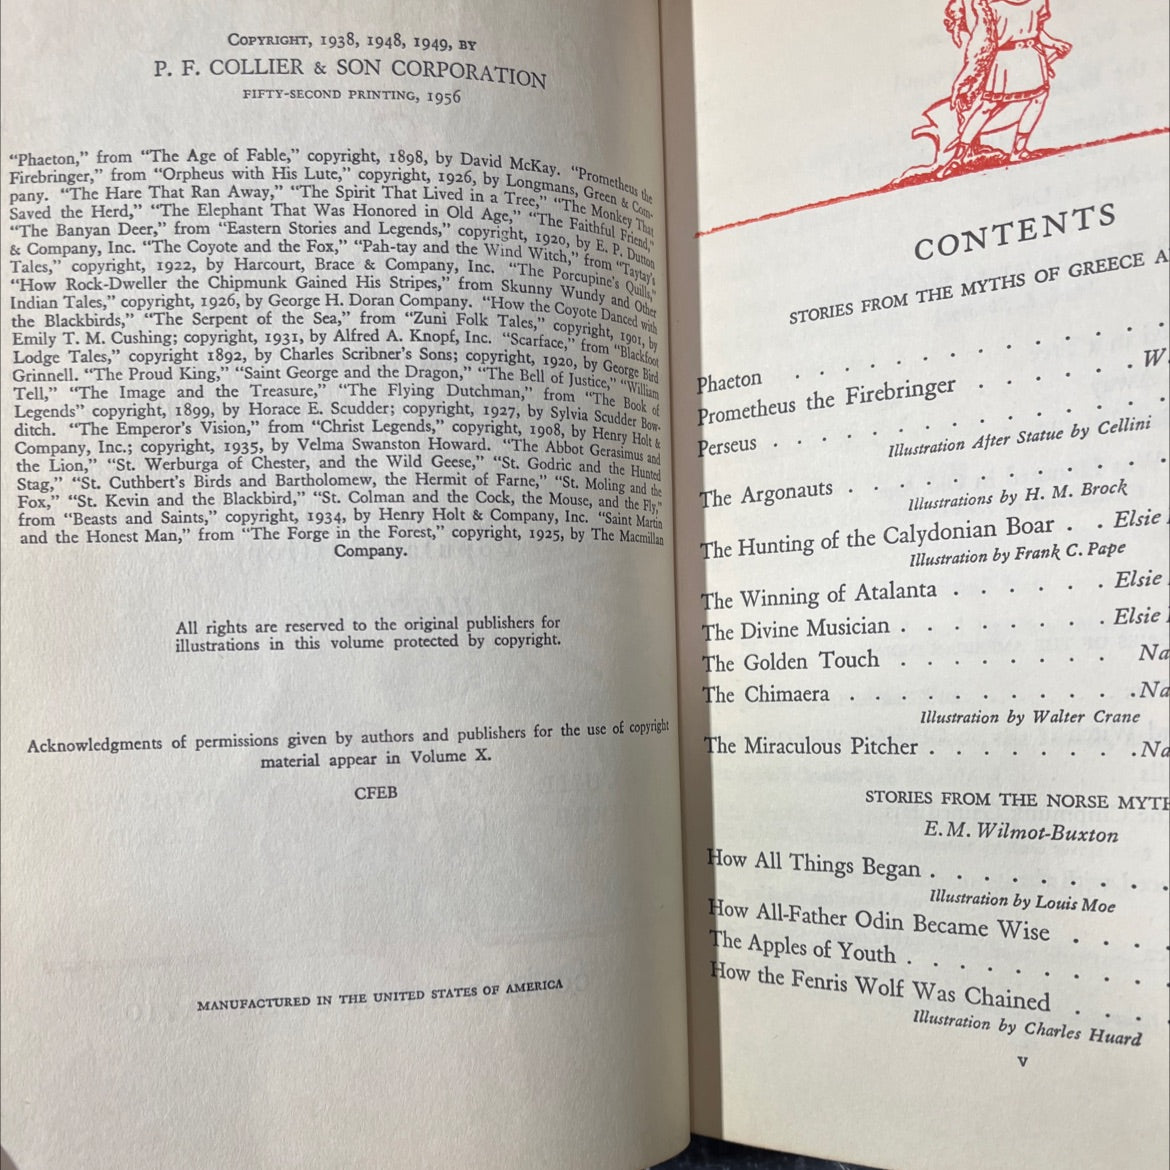 COPYRIGHT, 1938, 1948, 1949, BY
P. F. COLLIER & SON CORPORATION
FIFTY-SECOND PRINTING, 1956
"Phaeton," from "The Age of Fable," copyright, 1898, by David McKay. "Prometheus the
Firebringer," from "Orpheus with His Lute," copyright, 1926, by Longmans, Green & Com-
pany. "The Hare That Ran Away," "The Spirit That Lived in a Tree," "The Monkey That
Saved the Herd," "The Elephant That Was Honored in Old Age," "The Faithful Friend,"
"The Banyan Deer," from "Eastern Stories and Legends," copyright, 1920, by E. P. Dutton
& Company, Inc. "The Coyote and the Fox," "Pah-tay and the Wind Witch," from "Taytay's
Tales," copyright, 1922, by Harcourt, Brace & Company, Inc. "The Porcupine's Quills,"
"How Rock-Dweller the Chipmunk Gained His Stripes," from Skunny Wundy and Other
Indian Tales," copyright, 1926, by George H. Doran Company. "How the Coyote Danced with
the Blackbirds," "The Serpent of the Sea," from "Zuni Folk Tales," copyright, 1901, by
Emily T. M. Cushing; copyright, 1931, by Alfred A. Knopf, Inc. "Scarface," from "Blackfoot
Lodge Tales," copyright 1892, by Charles Scribner's Sons; copyright, 1920, by George Bird
Grinnell. "The Proud King," "Saint George and the Dragon," "The Bell of Justice," "William
Tell," "The Image and the Treasure," "The Flying Dutchman," from "The Book of
Legends" copyright, 1899, by Horace E. Scudder; copyright, 1927, by Sylvia Scudder Bow-
ditch. "The Emperor's Vision," from "Christ Legends," copyright, 1908, by Henry Holt &
Company, Inc.; copyright, 1935, by Velma Swanston Howard. "The Abbot Gerasimus and
the Lion," "St. Werburga of Chester, and the Wild Geese," "St. Godric and the Hunted
Stag," "St. Cuthbert's Birds and Bartholomew, the Hermit of Farne," "St. Moling and the
Fox," "St. Kevin and the Blackbird," "St. Colman and the Cock, the Mouse, and the Fly,"
from "Beasts and Saints," copyright, 1934, by Henry Holt & Company, Inc. "Saint Martin
and the Honest Man," from "The Forge in the Forest," copyright, 1925, by The Macmillan
Company.
All rights are reserved to the original publishers for
illustrations in this volume protected by copyright.
Acknowledgments of permissions given by authors and publishers for the use of copyright
material appear in Volume X.
CFEB
MANUFACTURED IN THE UNITED STATES OF AMERICA
CONTENTS
STORIES FROM THE MYTHS OF GREECE A
Phaeton . . . . . . . . . .
Prometheus the Firebringer . . . . . W.
Perseus . . . . . . . . . .
Illustration After Statue by Cellini
The Argonauts . . . . . . . . .
Illustrations by H. M. Brock
The Hunting of the Calydonian Boar . . Elsie
Illustration by Frank C. Pape
The Winning of Atalanta . . . . . . Elsie
The Divine Musician . . . . . . . Elsie
The Golden Touch . . . . . . . Na
The Chimaera . . . . . . . . . Na
Illustration by Walter Crane
The Miraculous Pitcher . . . . . . . Na
STORIES FROM THE NORSE MYTH
E. M. Wilmot-Buxton
How All Things Began . . . . . . .
Illustration by Louis Moe
How All-Father Odin Became Wise . . . .
The Apples of Youth . . . . . . . .
How the Fenris Wolf Was Chained . . .
Illustration by Charles Huard
v